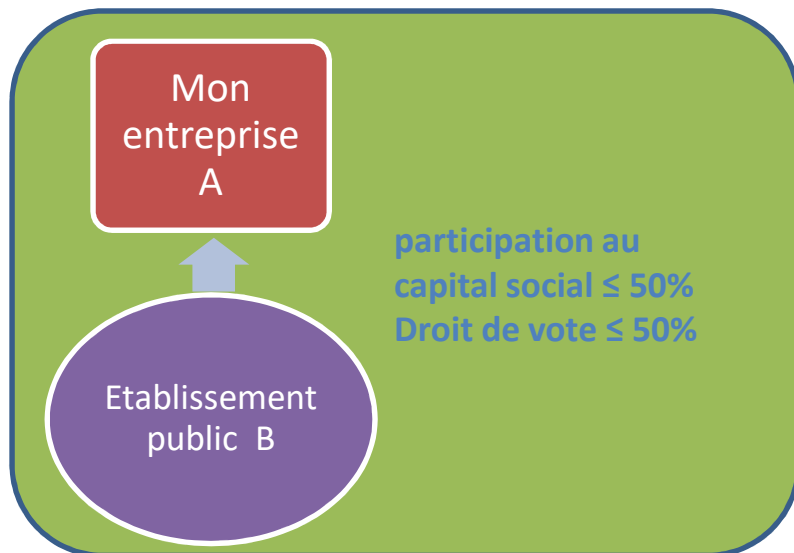 Mon
entreprise
A
participation au
capital social ≤ 50%
Droit de vote ≤ 50%
Etablissement
public B